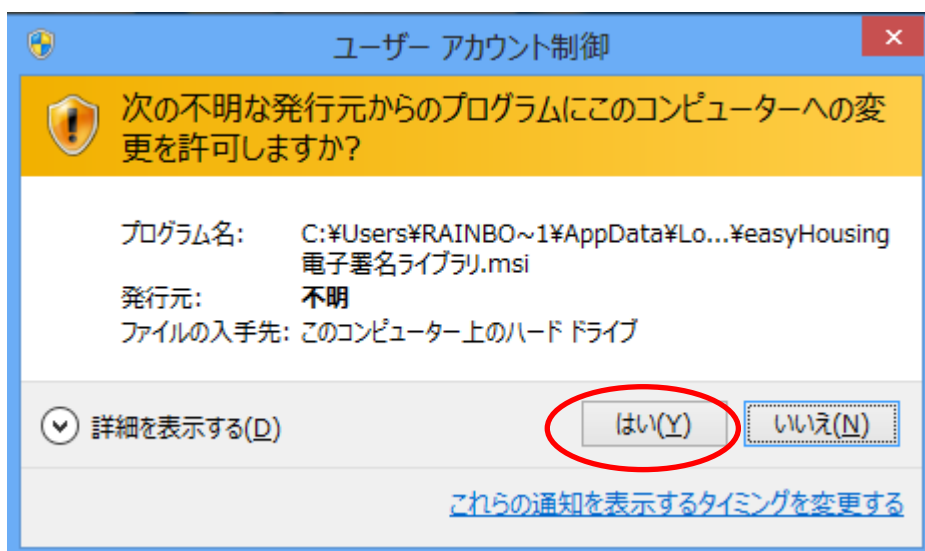 ユーザー アカウント制御
次の不明な発行元からのプログラムにこのコンピューターへの変
更を許可しますか?
プログラム名: C:¥Users¥RAINBO~1¥AppData¥Lo...¥easyHousing
電子署名ライブラリ.msi
発行元: 不明
ファイルの入手先: このコンピューター上のハード ドライブ
詳細を表示する(D) はい(Y) いいえ(N)
これらの通知を表示するタイミングを変更する